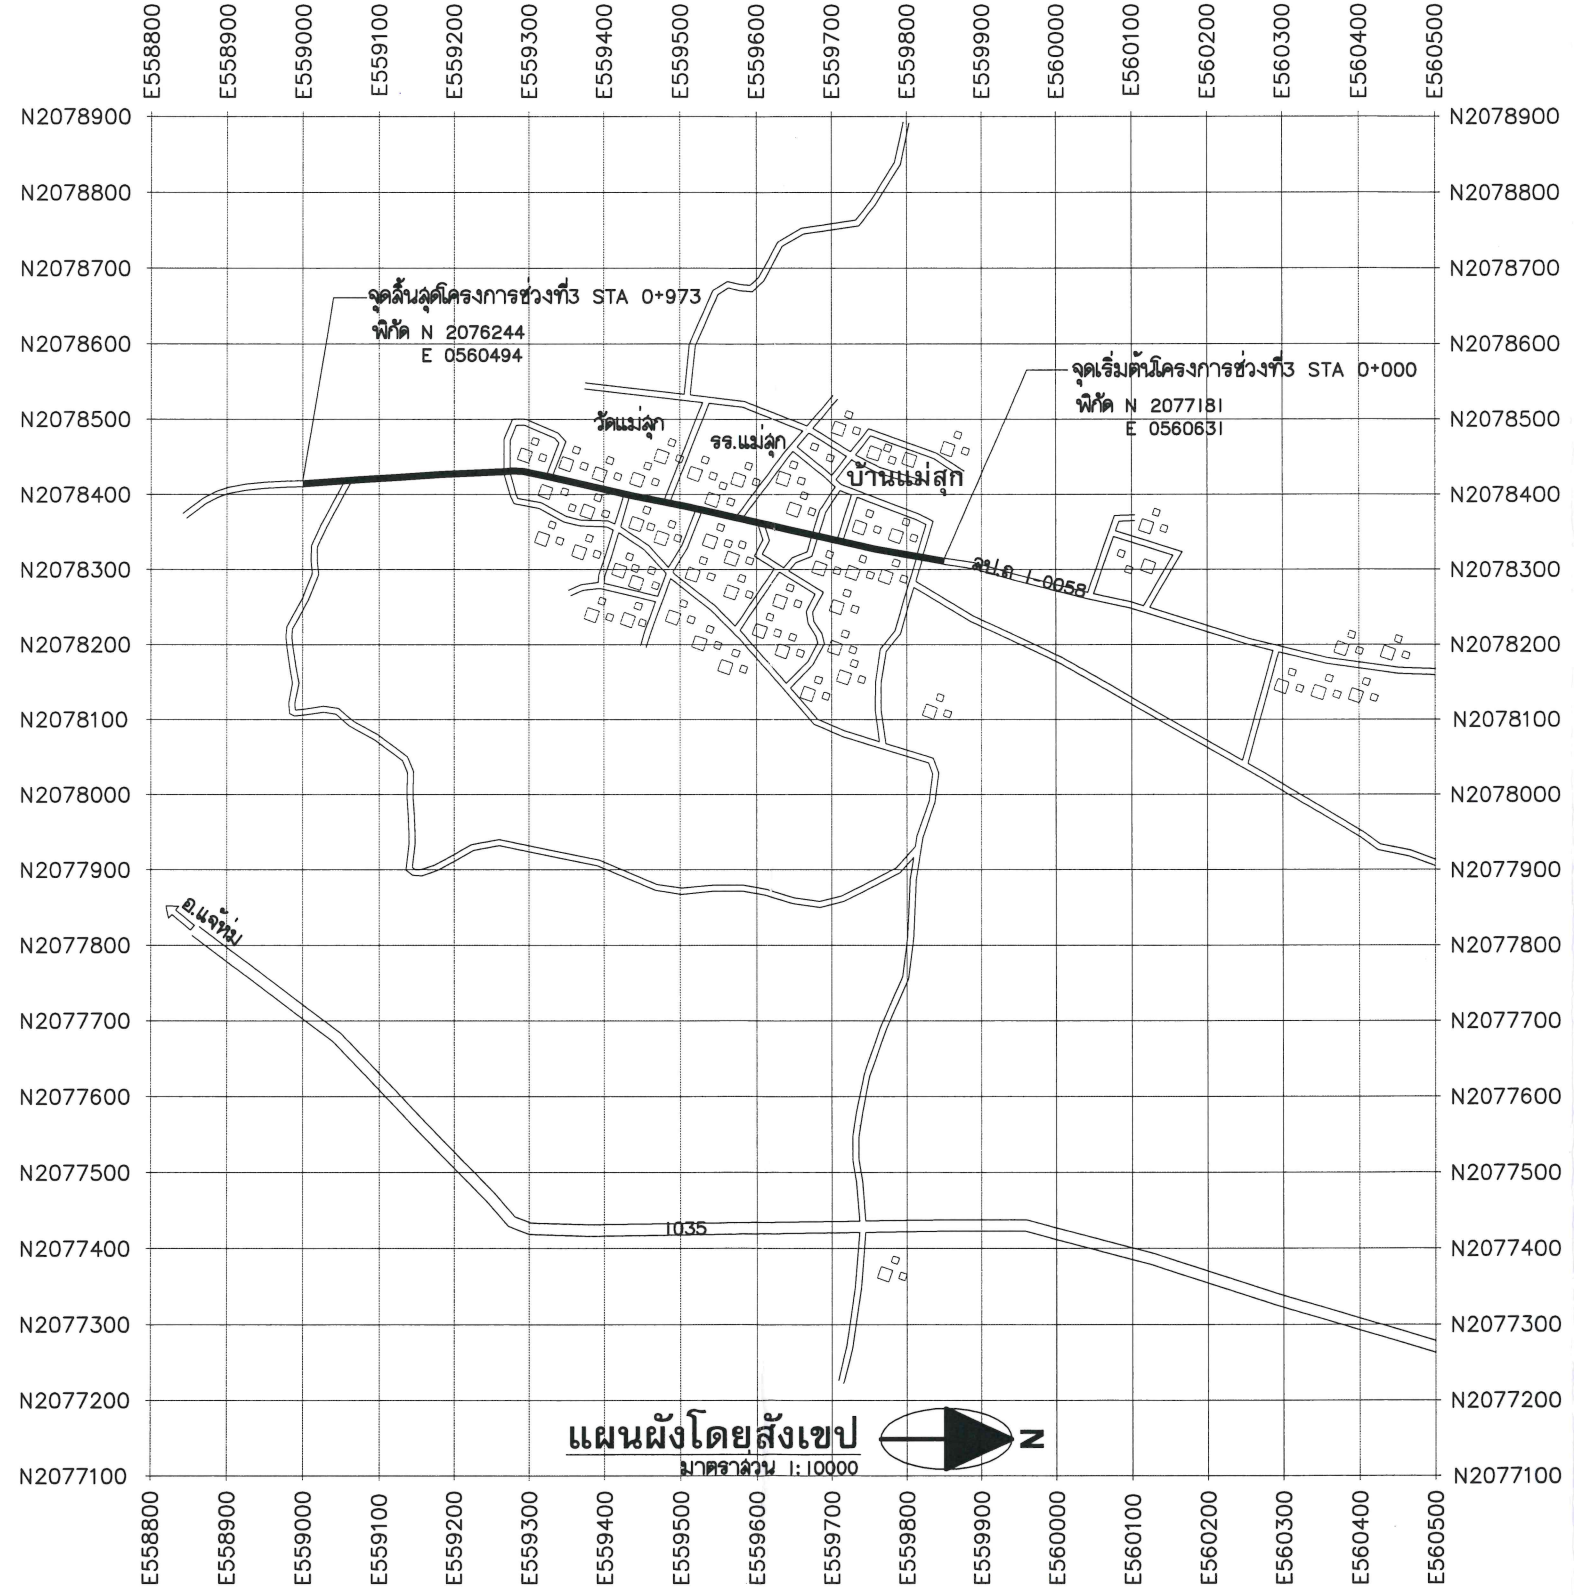 E558800 E558900 E559000 E559100 E559200 E559300 E559400 E559500 E559600 E559700 E559800 E559900 E560000 E560100 E560200 E560300 E560400 E560500
N2078900 N2078900
N2078800 N2078800
N2078700 N2078700
จุดสิ้นสุดโครงการช่วงที่3 STA 0+973
พิกัด N 2076244
N2078600 N2078600
E 0560494
จุดเริ่มต้นโครงการช่วงที่3 STA 0+000
พิกัด N 2077181
N2078500 N2078500
E 0560631
วัดแม่สุก
รร.แม่สุก
บ้านแม่สุก
N2078400 N2078400
N2078300 N2078300
ลป.ถ 1-0058
N2078200 N2078200
N2078100 N2078100
N2078000 N2078000
N2077900 N2077900
อ.แจ้ห่ม
N2077800 N2077800
N2077700 N2077700
N2077600 N2077600
N2077500 N2077500
1035
N2077400 N2077400
N2077300 N2077300
N2077200 N2077200
แผนผังโดยสังเขป N
มาตราส่วน 1:10000
N2077100 N2077100
E558800 E558900 E559000 E559100 E559200 E559300 E559400 E559500 E559600 E559700 E559800 E559900 E560000 E560100 E560200 E560300 E560400 E560500